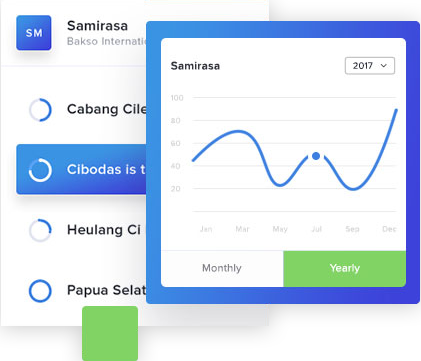 SM
Samirasa
Bakso Internati
Cabang Cile
Cibodas is t
Heulang Ci
Papua Selat
Samirasa
2017
100
80
60
40
20
Jan Mar May Jul Sep Dec
Monthly Yearly